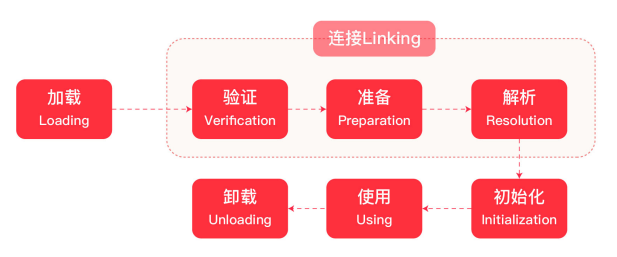 连接Linking
加载
Loading
验证
Verification
准备
Preparation
解析
Resolution
卸载
Unloading
使用
Using
初始化
Initialization